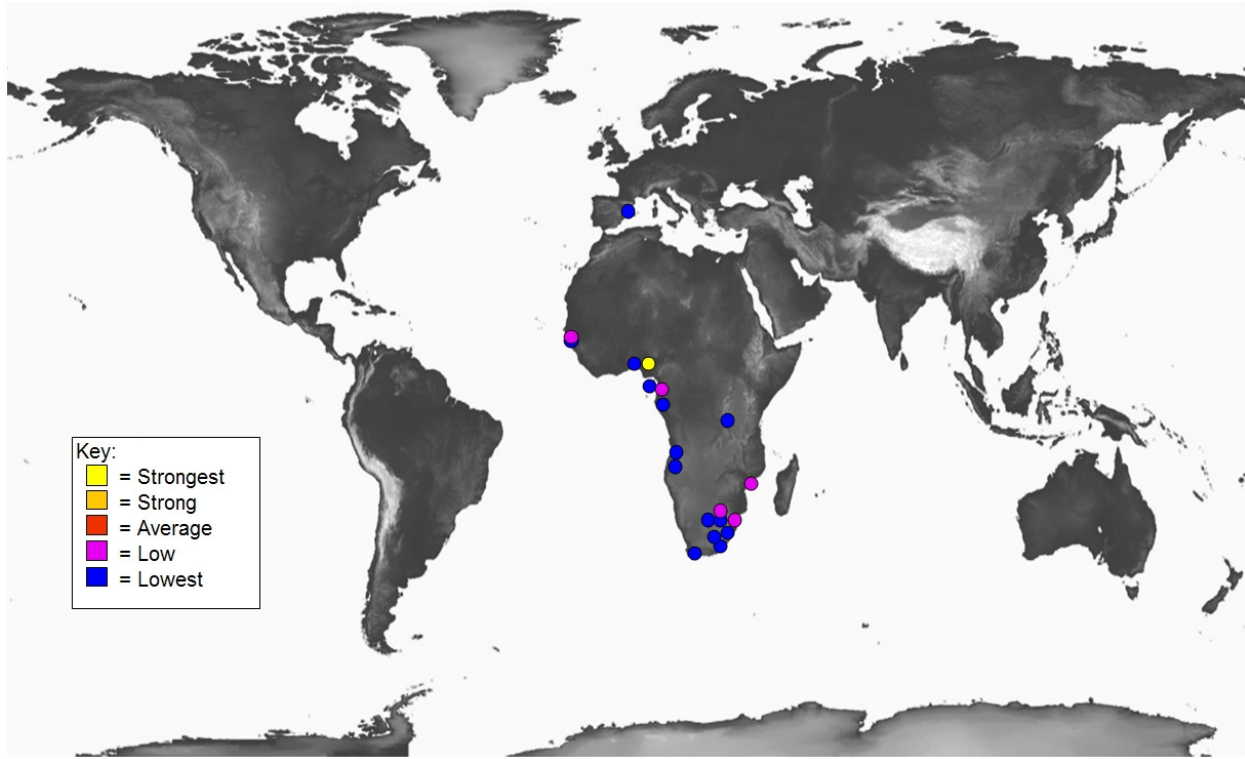 Key:
= Strongest
= Strong
= Average
= Low
= Lowest